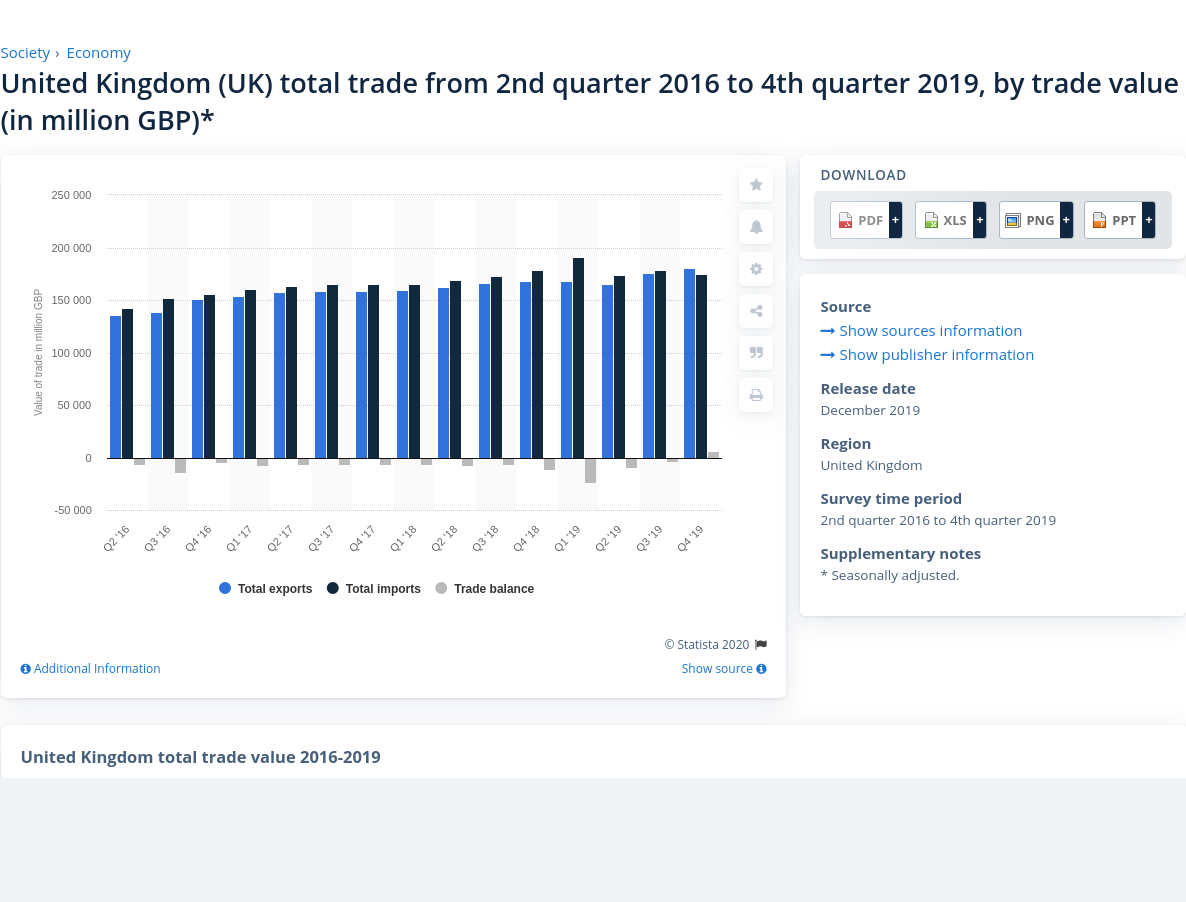 Society › Economy
United Kingdom (UK) total trade from 2nd quarter 2016 to 4th quarter 2019, by trade value
(in million GBP)*
250 000
200 000
150 000
100 000
50 000
0
-50 000
Value of trade in million GBP
Q2 '16
Q3 '16
Q4 '16
Q1 '17
Q2 '17
Q3 '17
Q4 '17
Q1 '18
Q2 '18
Q3 '18
Q4 '18
Q1 '19
Q2 '19
Q3 '19
Q4 '19
Total exports Total imports Trade balance
© Statista 2020
Additional Information Show source
DOWNLOAD
PDF + XLS + PNG + PPT +
Source
Show sources information
Show publisher information
Release date
December 2019
Region
United Kingdom
Survey time period
2nd quarter 2016 to 4th quarter 2019
Supplementary notes
* Seasonally adjusted.
United Kingdom total trade value 2016-2019